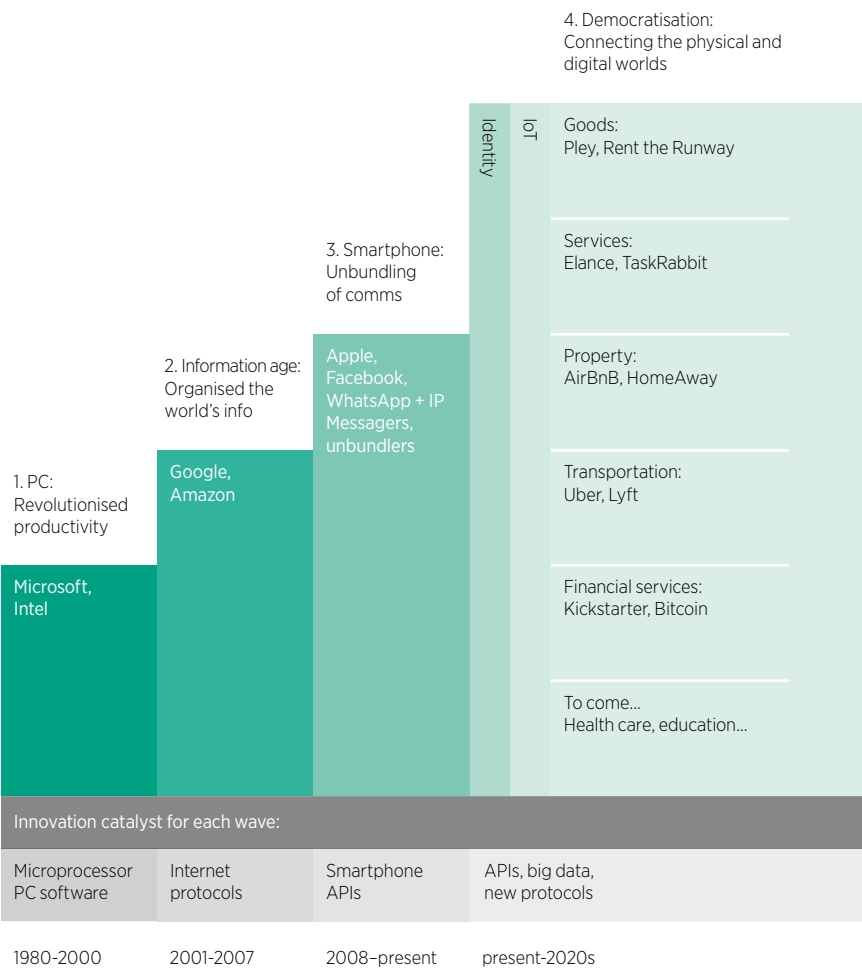 4. Democratisation:
Connecting the physical and
digital worlds
Identity
IoT
Goods:
Pley, Rent the Runway
Services:
Elance, TaskRabbit
3. Smartphone:
Unbundling
of comms
Property:
AirBnB, HomeAway
Apple,
Facebook,
WhatsApp + IP
Messagers,
unbundlers
2. Information age:
Organised the
world's info
Transportation:
Uber, Lyft
Google,
Amazon
1. PC:
Revolutionised
productivity
Financial services:
Kickstarter, Bitcoin
Microsoft,
Intel
To come...
Health care, education...
Innovation catalyst for each wave:
Microprocessor
PC software
Internet
protocols
Smartphone
APIs
APIs, big data,
new protocols
1980-2000
2001-2007
2008–present
present-2020s